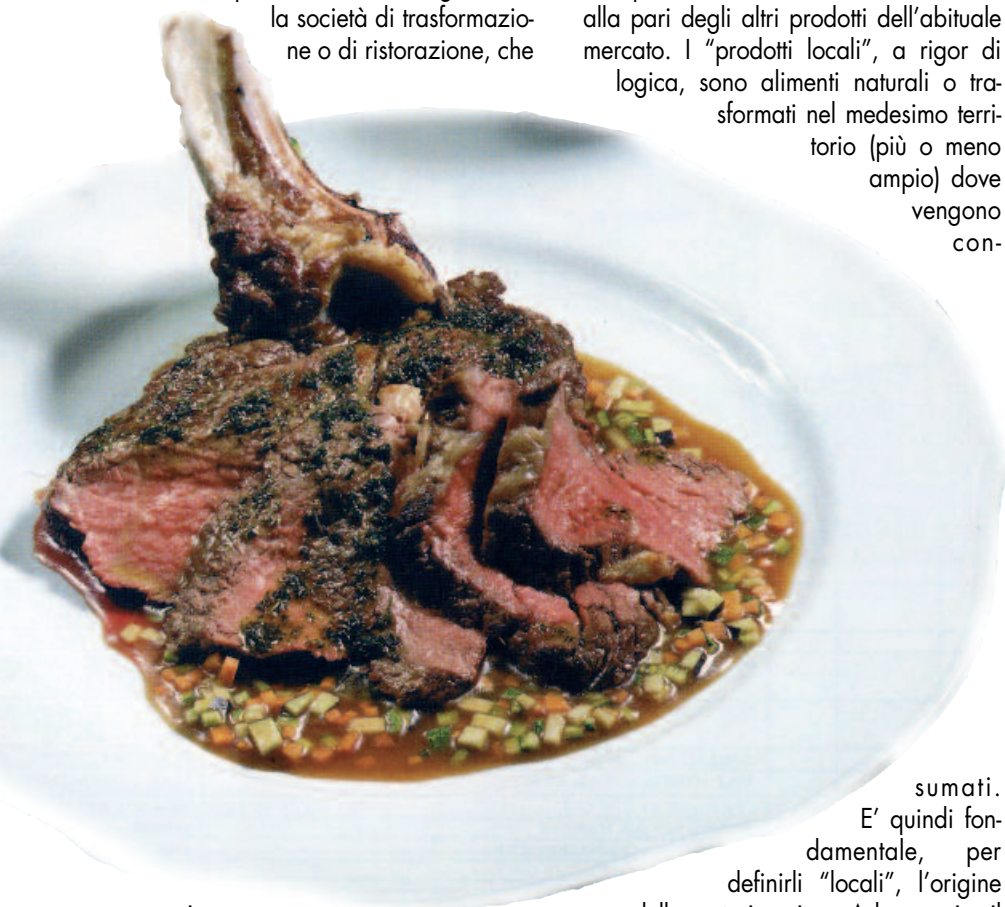 la società di trasformazio-
ne o di ristorazione, che
alla pari degli altri prodotti dell’abituale
mercato. I “prodotti locali”, a rigor di
logica, sono alimenti naturali o tra-
sformati nel medesimo terri-
torio (più o meno
ampio) dove
vengono
con-
sumati.
E’ quindi fon-
damentale, per
definirli “locali”, l’origine